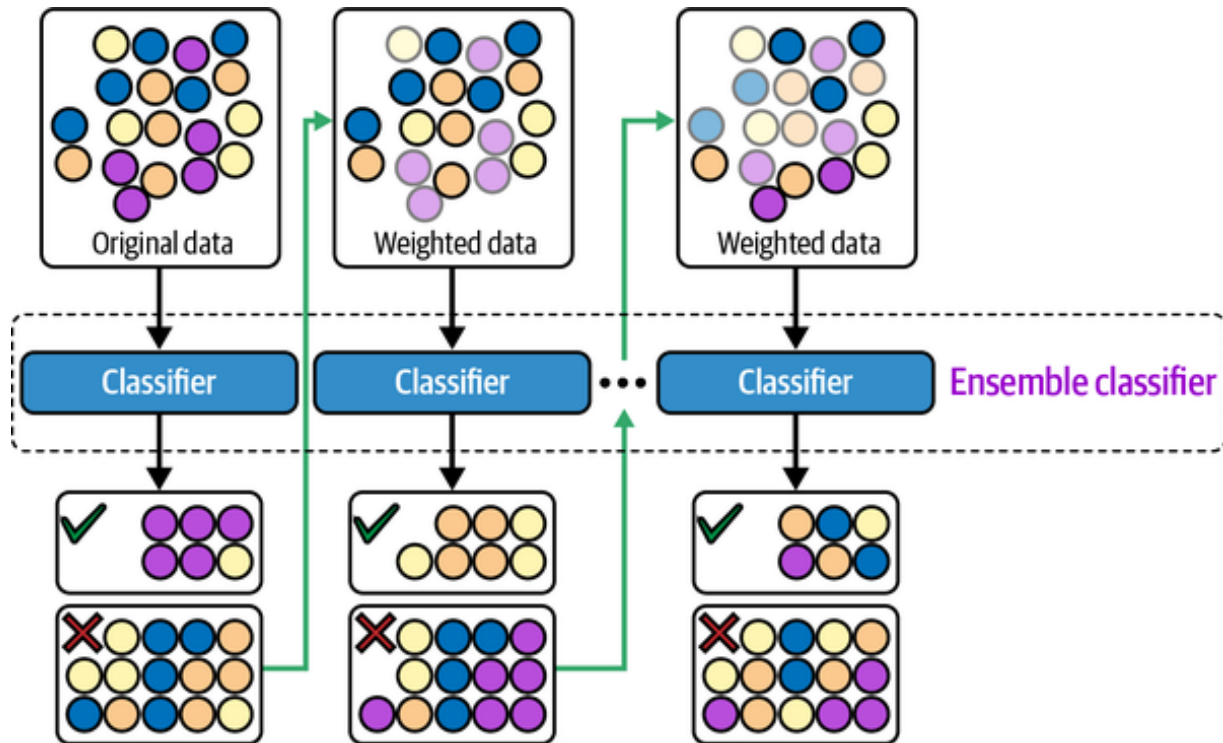 Original data
Weighted data
Weighted data
Classifier
Classifier
Classifier
Ensemble classifier